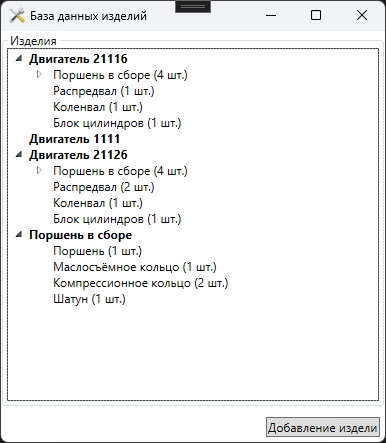 База данных изделий
Изделия
Двигатель 21116
Поршень в сборе (4 шт.)
Распредвал (1 шт.)
Коленвал (1 шт.)
Блок цилиндров (1 шт.)
Двигатель 1111
Двигатель 21126
Поршень в сборе (4 шт.)
Распредвал (2 шт.)
Коленвал (1 шт.)
Блок цилиндров (1 шт.)
Поршень в сборе
Поршень (1 шт.)
Маслосъёмное кольцо (1 шт.)
Компрессионное кольцо (2 шт.)
Шатун (1 шт.)
Добавление издели